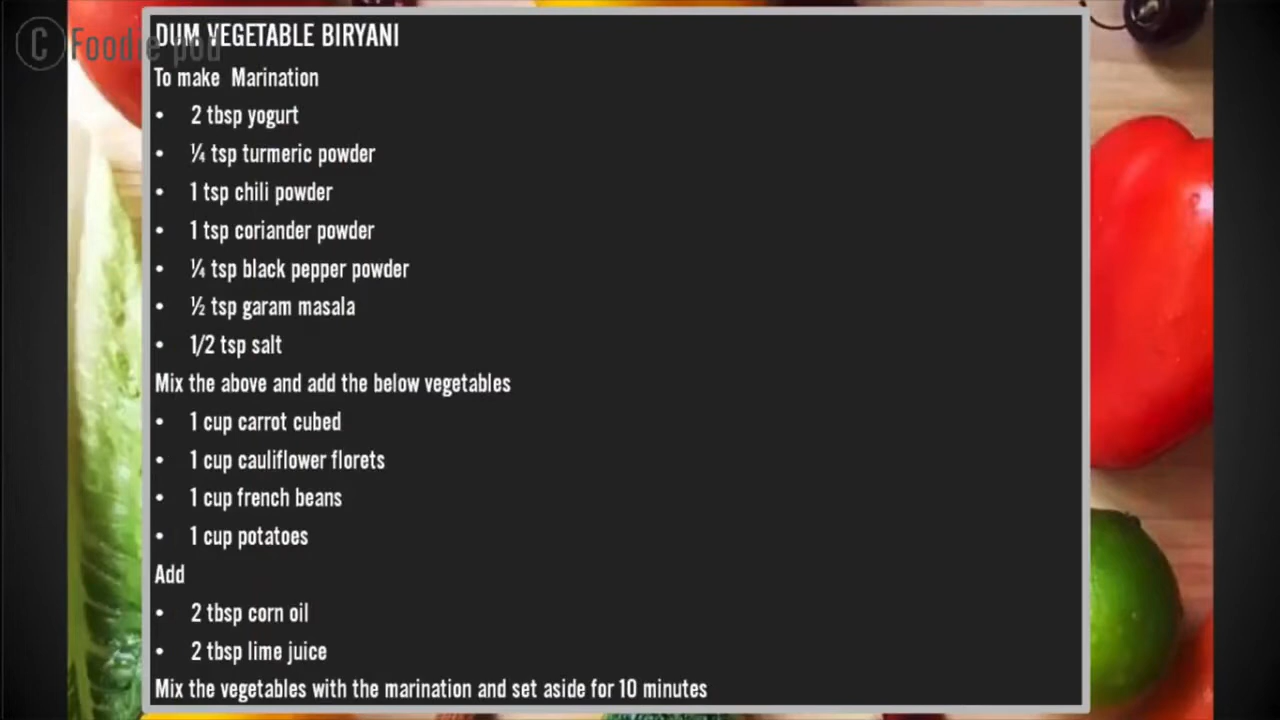 © Foodie pod
DUM VEGETABLE BIRYANI
To make Marination
• 2 tbsp yogurt
• ¼ tsp turmeric powder
• 1 tsp chili powder
• 1 tsp coriander powder
• ¼ tsp black pepper powder
• ½ tsp garam masala
• 1/2 tsp salt
Mix the above and add the below vegetables
• 1 cup carrot cubed
• 1 cup cauliflower florets
• 1 cup french beans
• 1 cup potatoes
Add
• 2 tbsp corn oil
• 2 tbsp lime juice
Mix the vegetables with the marination and set aside for 10 minutes